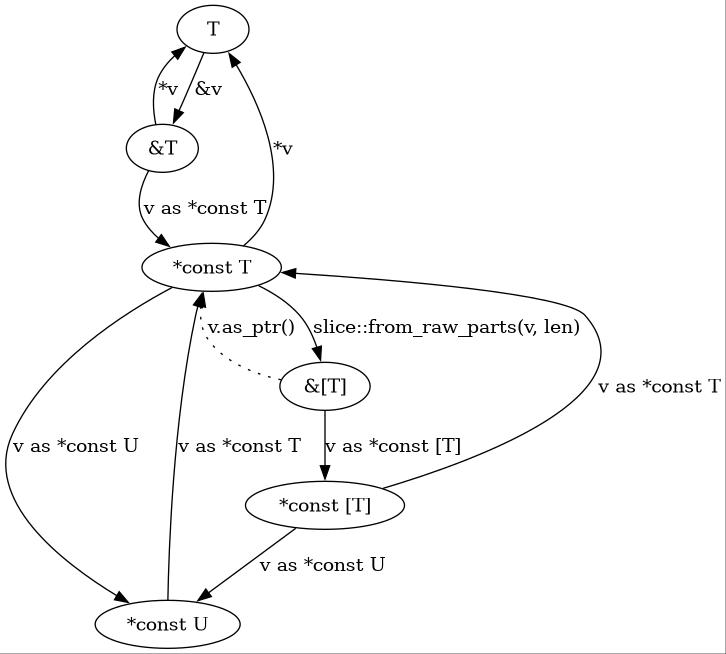 T
*v
&v
*v
&T
v as *const T
*const T
v.as_ptr()
slice::from_raw_parts(v, len)
&[T]
v as *const T
v as *const U
v as *const T
v as *const [T]
*const [T]
v as *const U
*const U